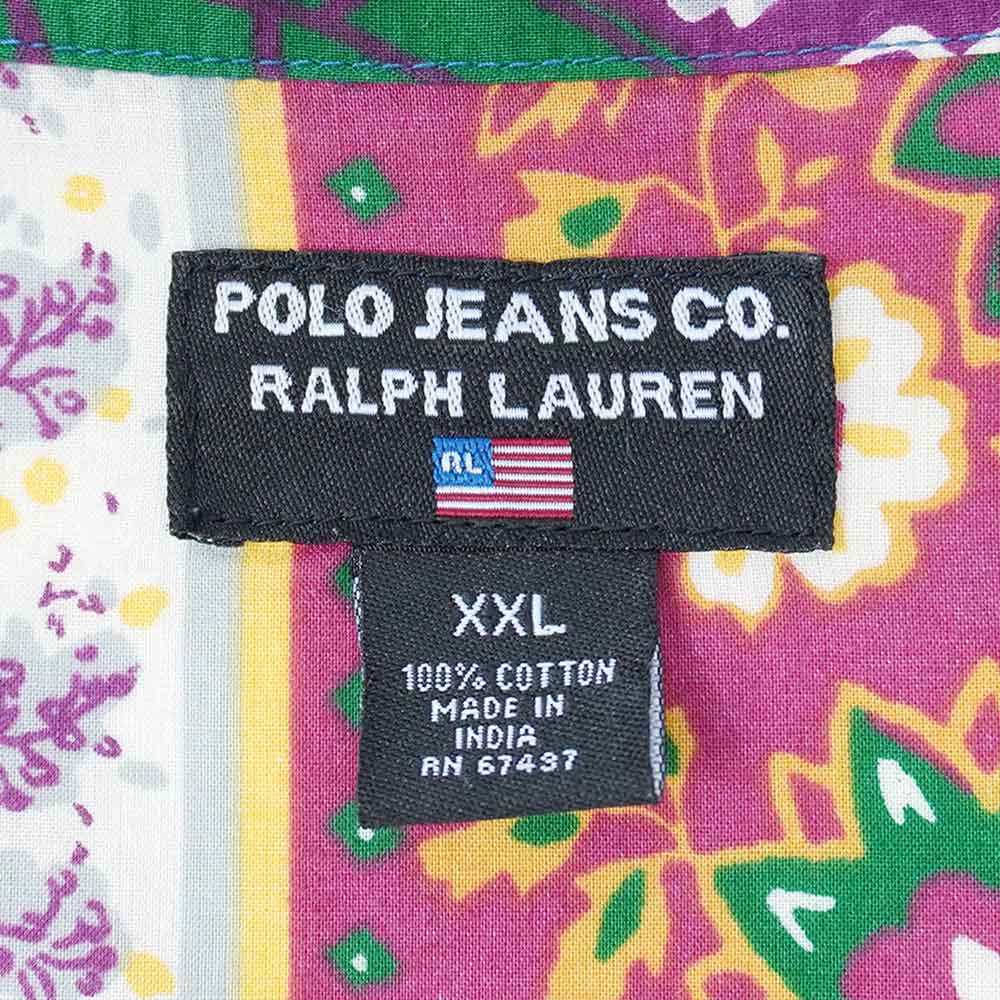 POLO JEANS CO.
RALPH LAUREN
RL
XXL
100% COTTON
MADE IN
INDIA
RN 67437